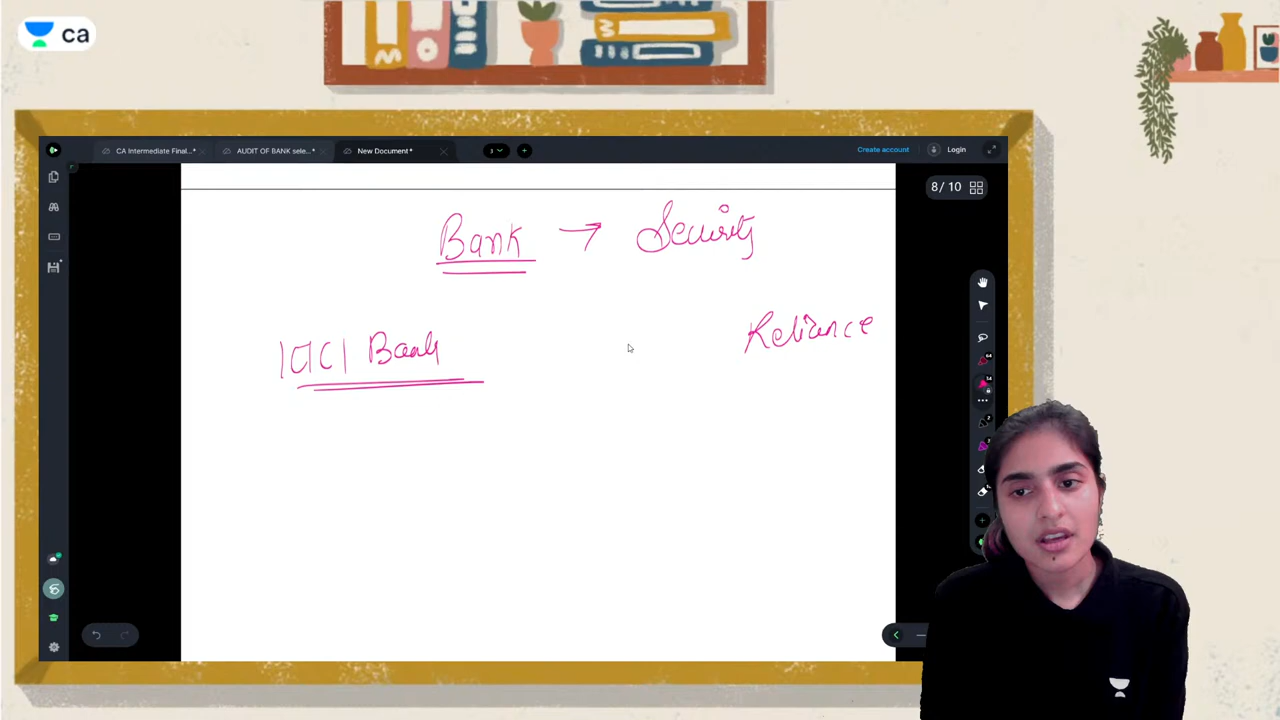 ca
CA Intermediate Final...*
AUDIT OF BANK sele...*
New Document*
Create account
Login
8/ 10
Bank → Security
ICICI Bank
Reliance